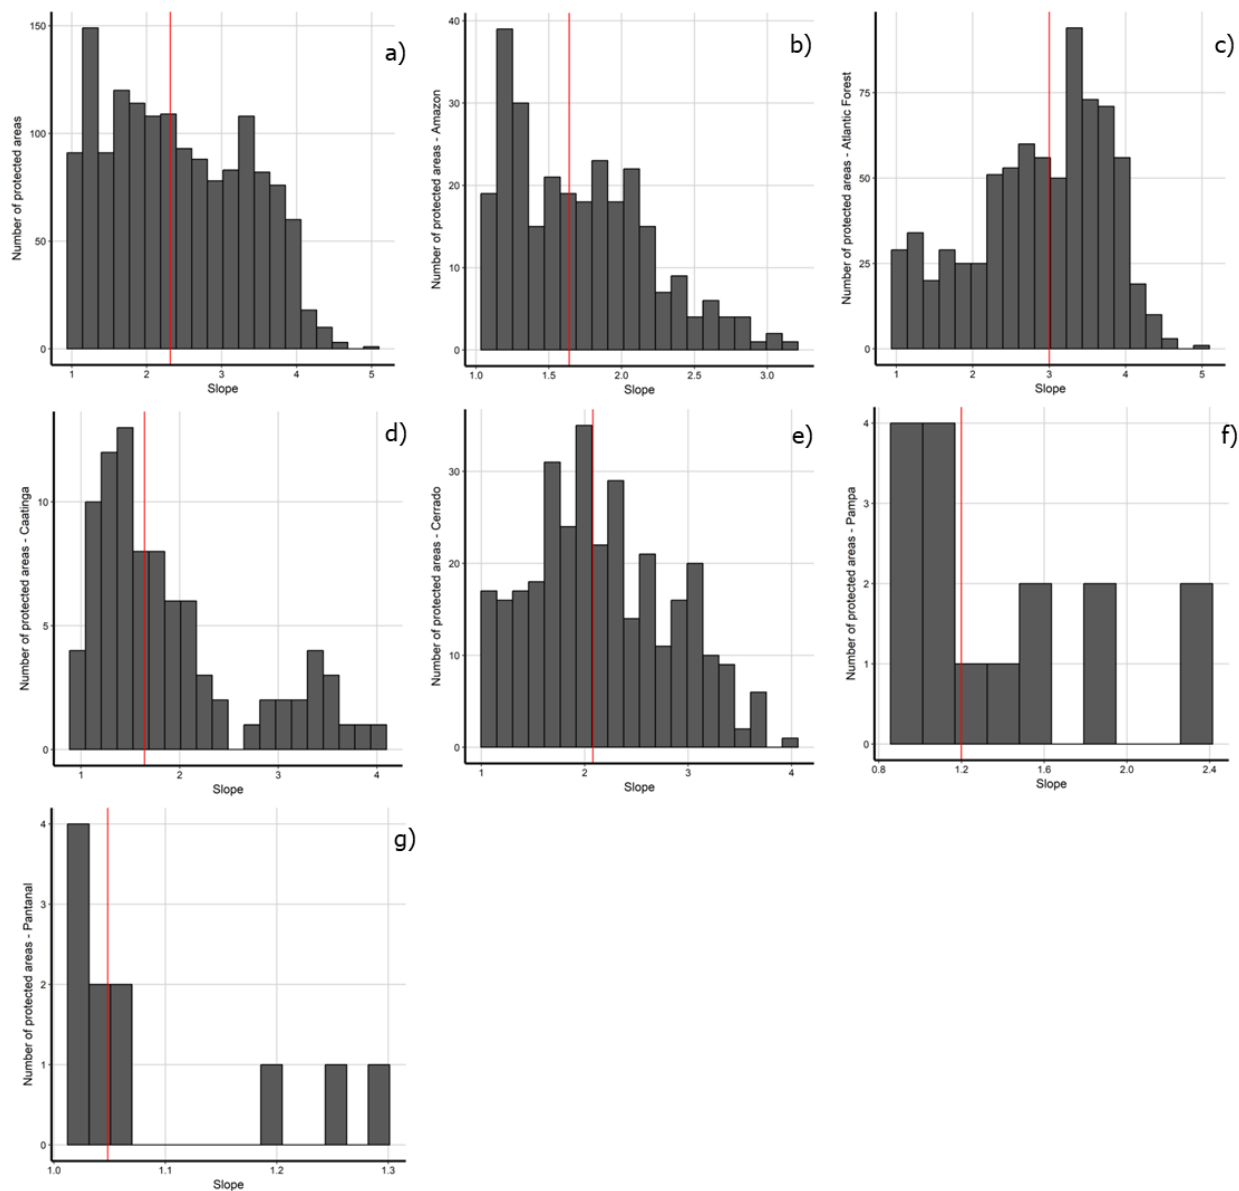 a)
Number of protected areas
150
100
50
0
1 2 3 4 5
Slope
b)
Number of protected areas - Amazon
40
30
20
10
0
1.0 1.5 2.0 2.5 3.0
Slope
c)
Number of protected areas - Atlantic Forest
75
50
25
0
1 2 3 4 5
Slope
d)
Number of protected areas - Caatinga
10
5
0
1 2 3 4
Slope
e)
Number of protected areas - Cerrado
30
20
10
0
1 2 3 4
Slope
f)
Number of protected areas - Pampa
4
3
2
1
0
0.8 1.2 1.6 2.0 2.4
Slope
g)
Number of protected areas - Pantanal
4
3
2
1
0
1.0 1.1 1.2 1.3
Slope